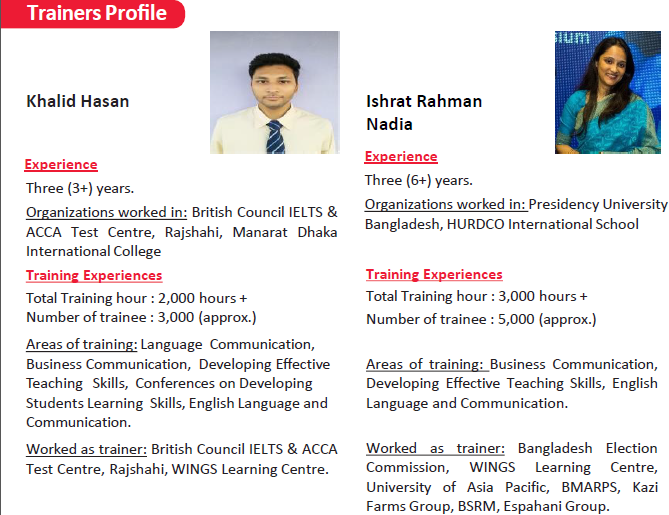 Trainers Profile
Khalid Hasan
Experience
Three (3+) years.
Organizations worked in: British Council IELTS &
ACCA Test Centre, Rajshahi, Manarat Dhaka
International College
Training Experiences
Total Training hour : 2,000 hours +
Number of trainee : 3,000 (approx.)
Areas of training: Language Communication,
Business Communication, Developing Effective
Teaching Skills, Conferences on Developing
Students Learning Skills, English Language and
Communication.
Worked as trainer: British Council IELTS & ACCA
Test Centre, Rajshahi, WINGS Learning Centre.
sium
Ishrat Rahman
Nadia
Experience
Three (6+) years.
Organizations worked in: Presidency University
Bangladesh, HURDCO International School
Training Experiences
Total Training hour : 3,000 hours +
Number of trainee : 5,000 (approx.)
Areas of training: Business Communication,
Developing Effective Teaching Skills, English
Language and Communication.
Worked as trainer: Bangladesh Election
Commission, WINGS Learning Centre,
University of Asia Pacific, BMARPS, Kazi
Farms Group, BSRM, Espahani Group.